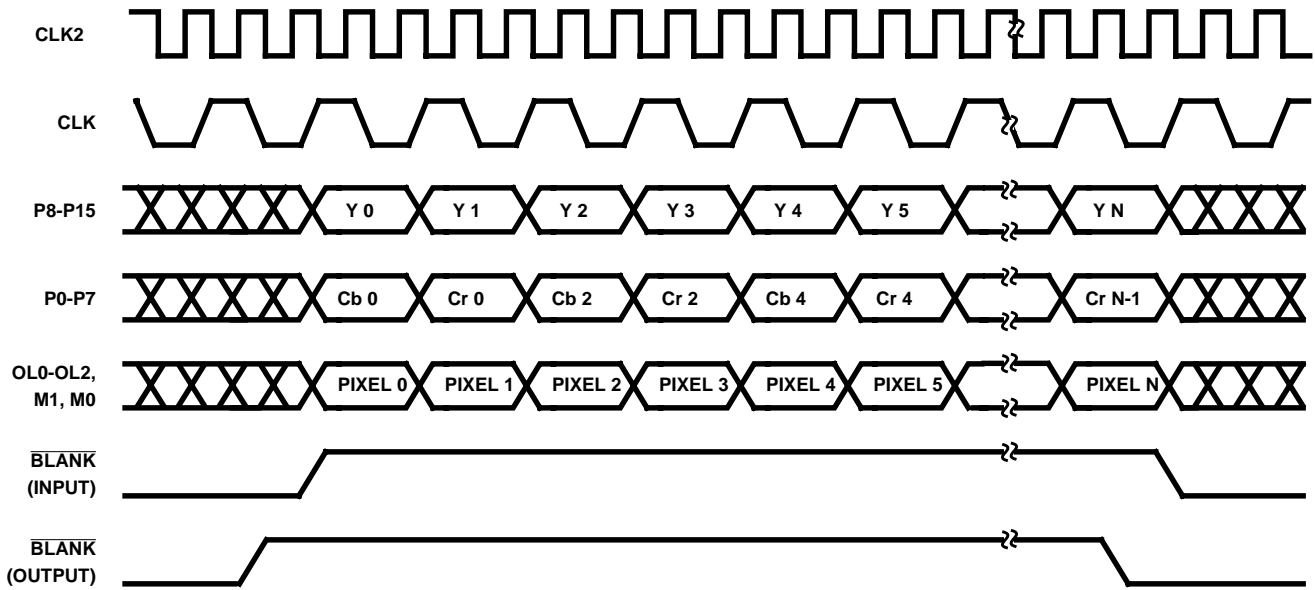 CLK2
CLK
P8-P15
Y 0 Y 1 Y 2 Y 3 Y 4 Y 5 Y N
P0-P7
Cb 0 Cr 0 Cb 2 Cr 2 Cb 4 Cr 4 Cr N-1
OL0-OL2,
M1, M0
PIXEL 0 PIXEL 1 PIXEL 2 PIXEL 3 PIXEL 4 PIXEL 5 PIXEL N
BLANK
(INPUT)
BLANK
(OUTPUT)